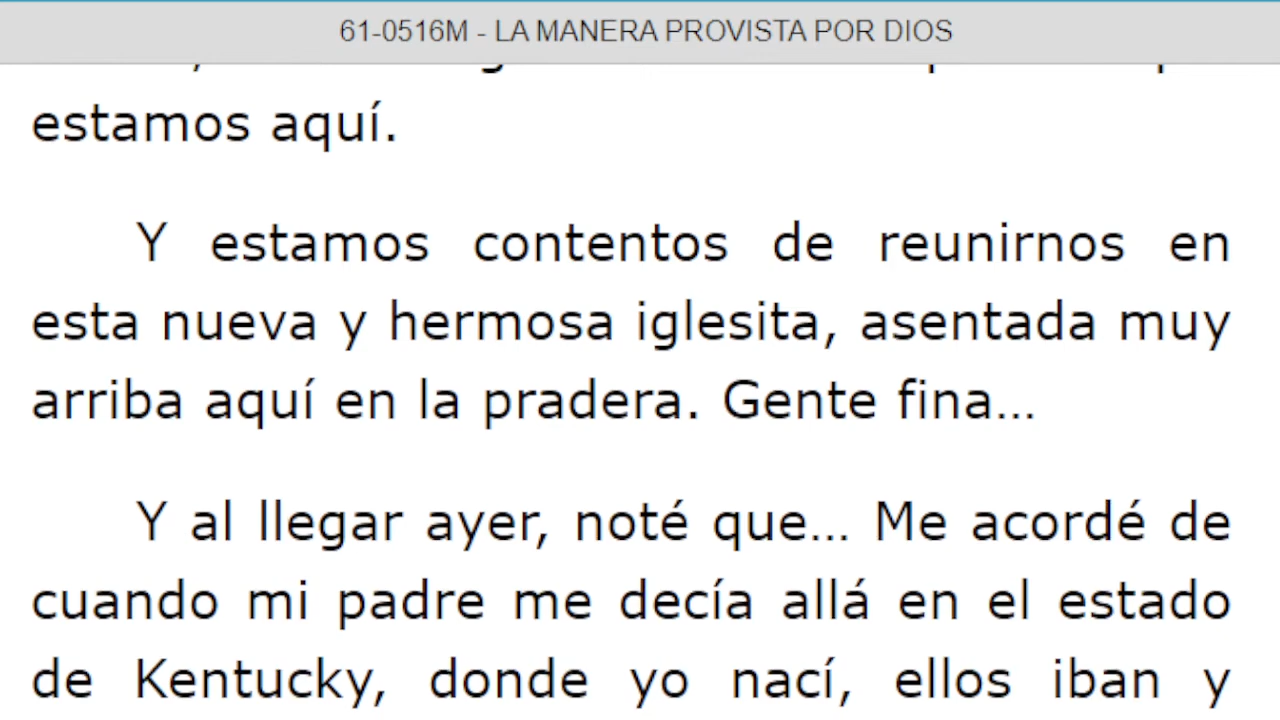 61-0516M - LA MANERA PROVISTA POR DIOS
estamos aquí.
Y estamos contentos de reunirnos en
esta nueva y hermosa iglesita, asentada muy
arriba aquí en la pradera. Gente fina...
Y al llegar ayer, noté que... Me acordé de
cuando mi padre me decía allá en el estado
de Kentucky, donde yo nací, ellos iban y